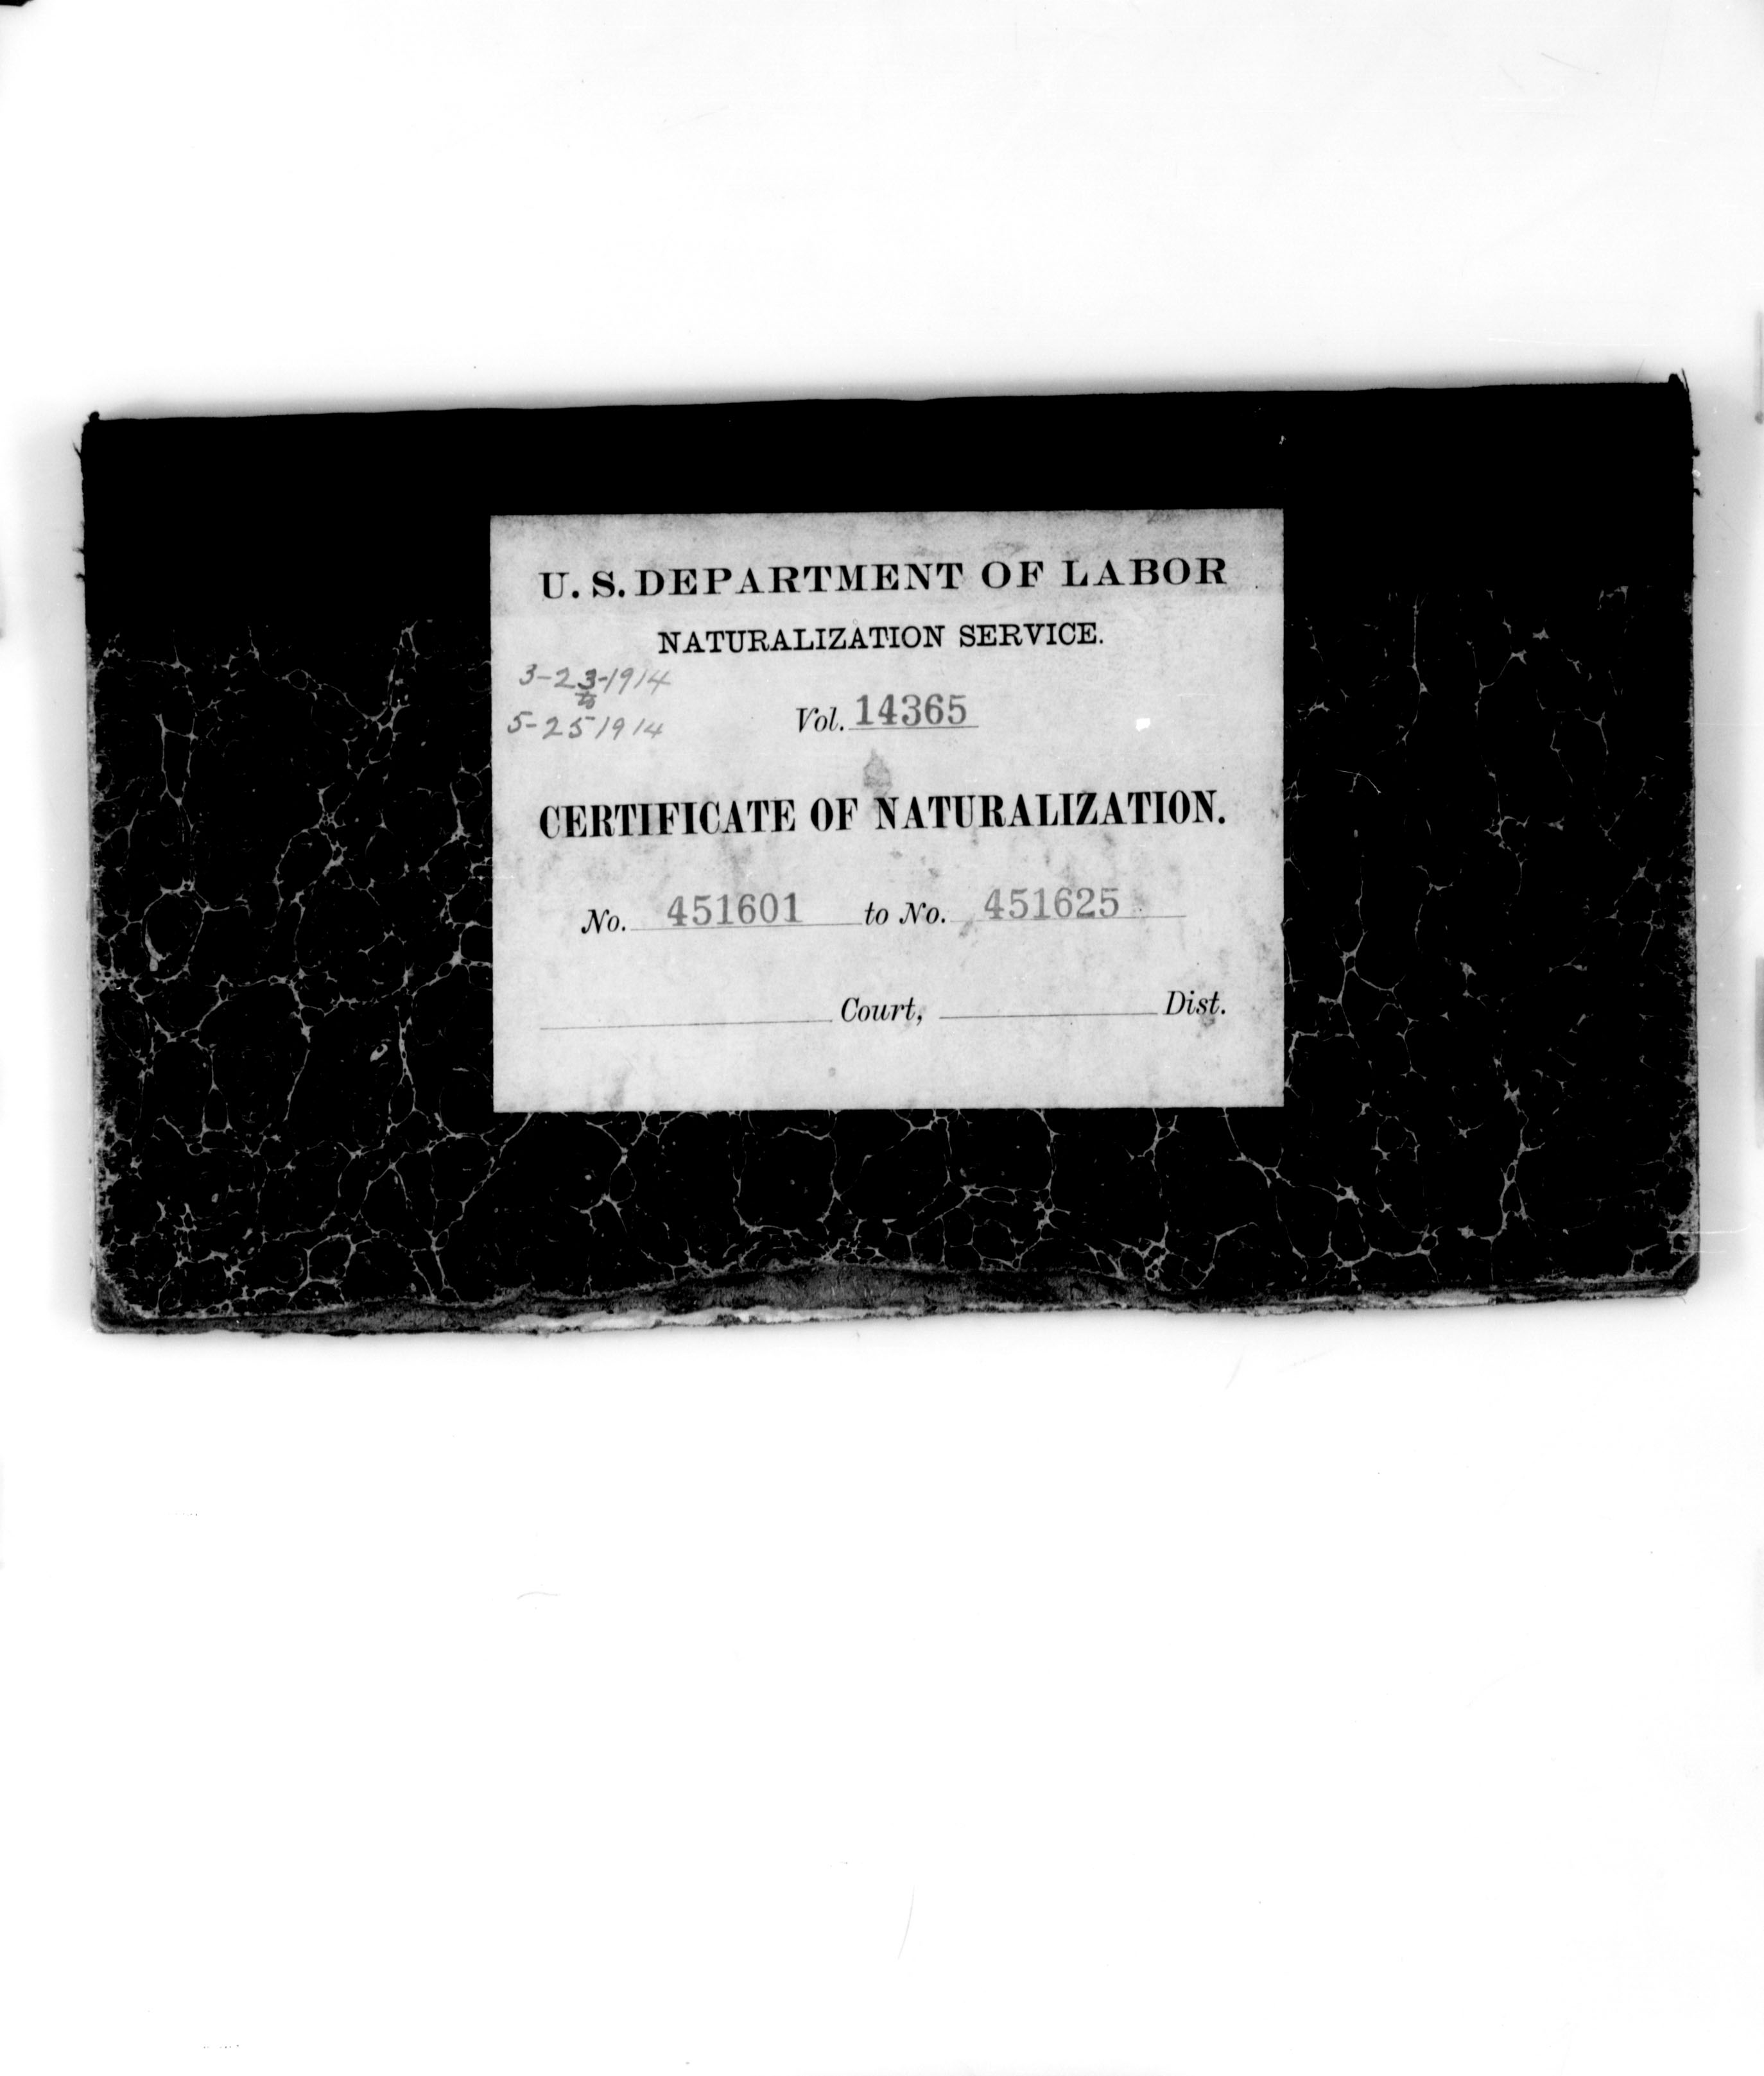 U. S. DEPARTMENT OF LABOR
NATURALIZATION SERVICE.
3-23-1914
to
5-25 1914
Vol. 14365
CERTIFICATE OF NATURALIZATION.
No. 451601 to No. 451625
Court, Dist.